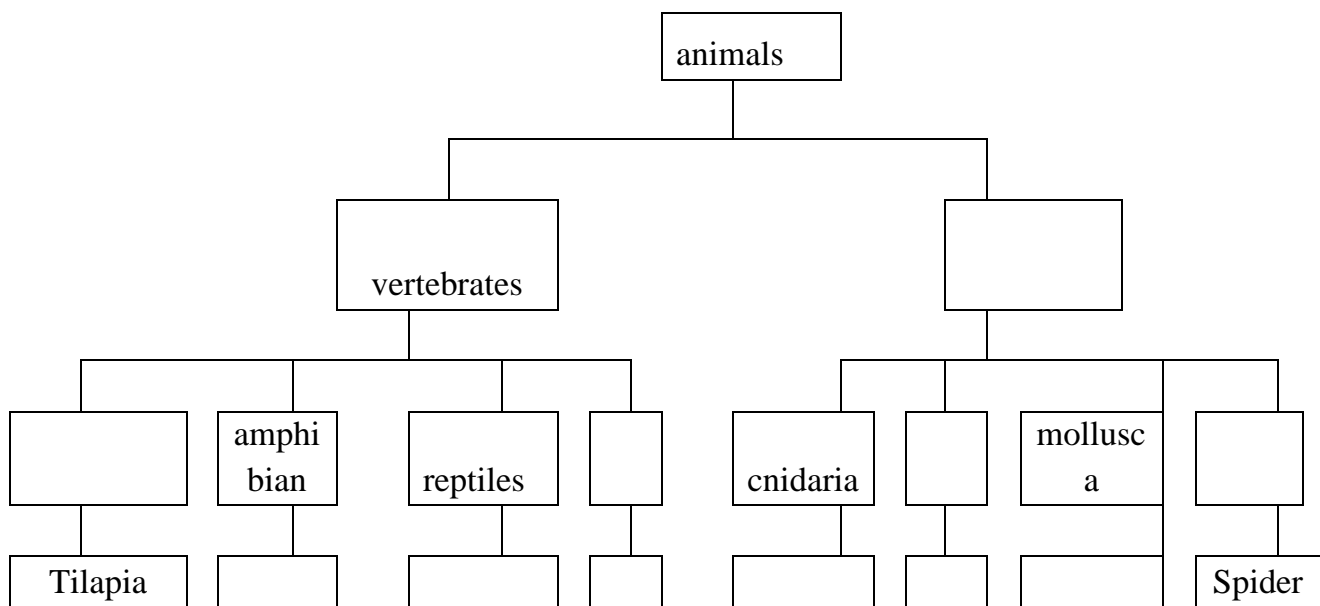 animals
vertebrates
amphi
bian
reptiles
cnidaria
mollusc
a
Tilapia
Spider